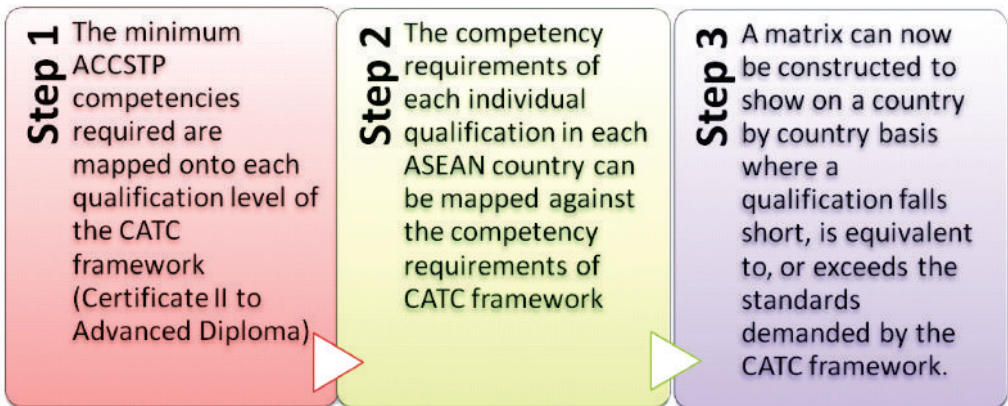 Step 1
The minimum
ACCSTP
competencies
required are
mapped onto each
qualification level of
the CATC
framework
(Certificate II to
Advanced Diploma)
Step 2
The competency
requirements of
each individual
qualification in each
ASEAN country can
be mapped against
the competency
requirements of
CATC framework
Step 3
A matrix can now
be constructed to
show on a country
by country basis
where a
qualification falls
short, is equivalent
to, or exceeds the
standards
demanded by the
CATC framework.